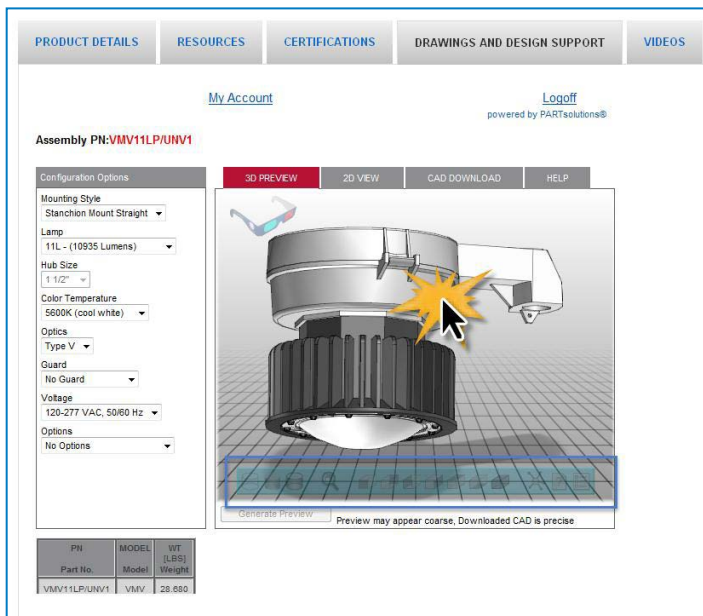 PRODUCT DETAILS RESOURCES CERTIFICATIONS DRAWINGS AND DESIGN SUPPORT VIDEOS
My Account Logoff
powered by PARTsolutions®
Assembly PN:VMV11LP/UNV1
Configuration Options
3D PREVIEW 2D VIEW CAD DOWNLOAD HELP
Mounting Style
Stanchion Mount Straight
Lamp
11L - (10935 Lumens)
Hub Size
1 1/2"
Color Temperature
5600K (cool white)
Optics
Type V
Guard
No Guard
Voltage
120-277 VAC, 50/60 Hz
Options
No Options
Generate Preview
Preview may appear coarse, Downloaded CAD is precise
PN MODEL WT
[LBS]
Part No. Model Weight
VMV11LP/UNV1 VMV 28.680